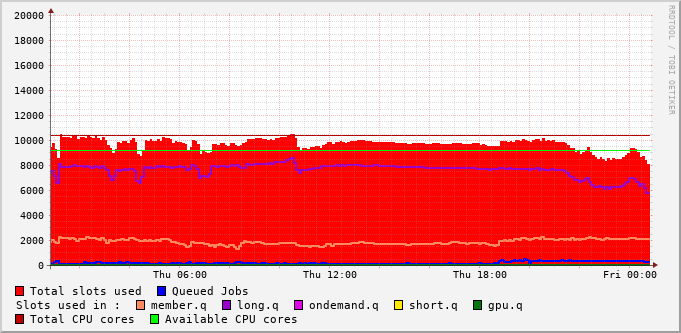 20000
18000
16000
14000
12000
10000
8000
6000
4000
2000
0
Thu 06:00 Thu 12:00 Thu 18:00 Fri 00:00
RRDTOOL / TOBI OETIKER
Total slots used Queued Jobs
Slots used in : member.q long.q ondemand.q short.q gpu.q
Total CPU cores Available CPU cores